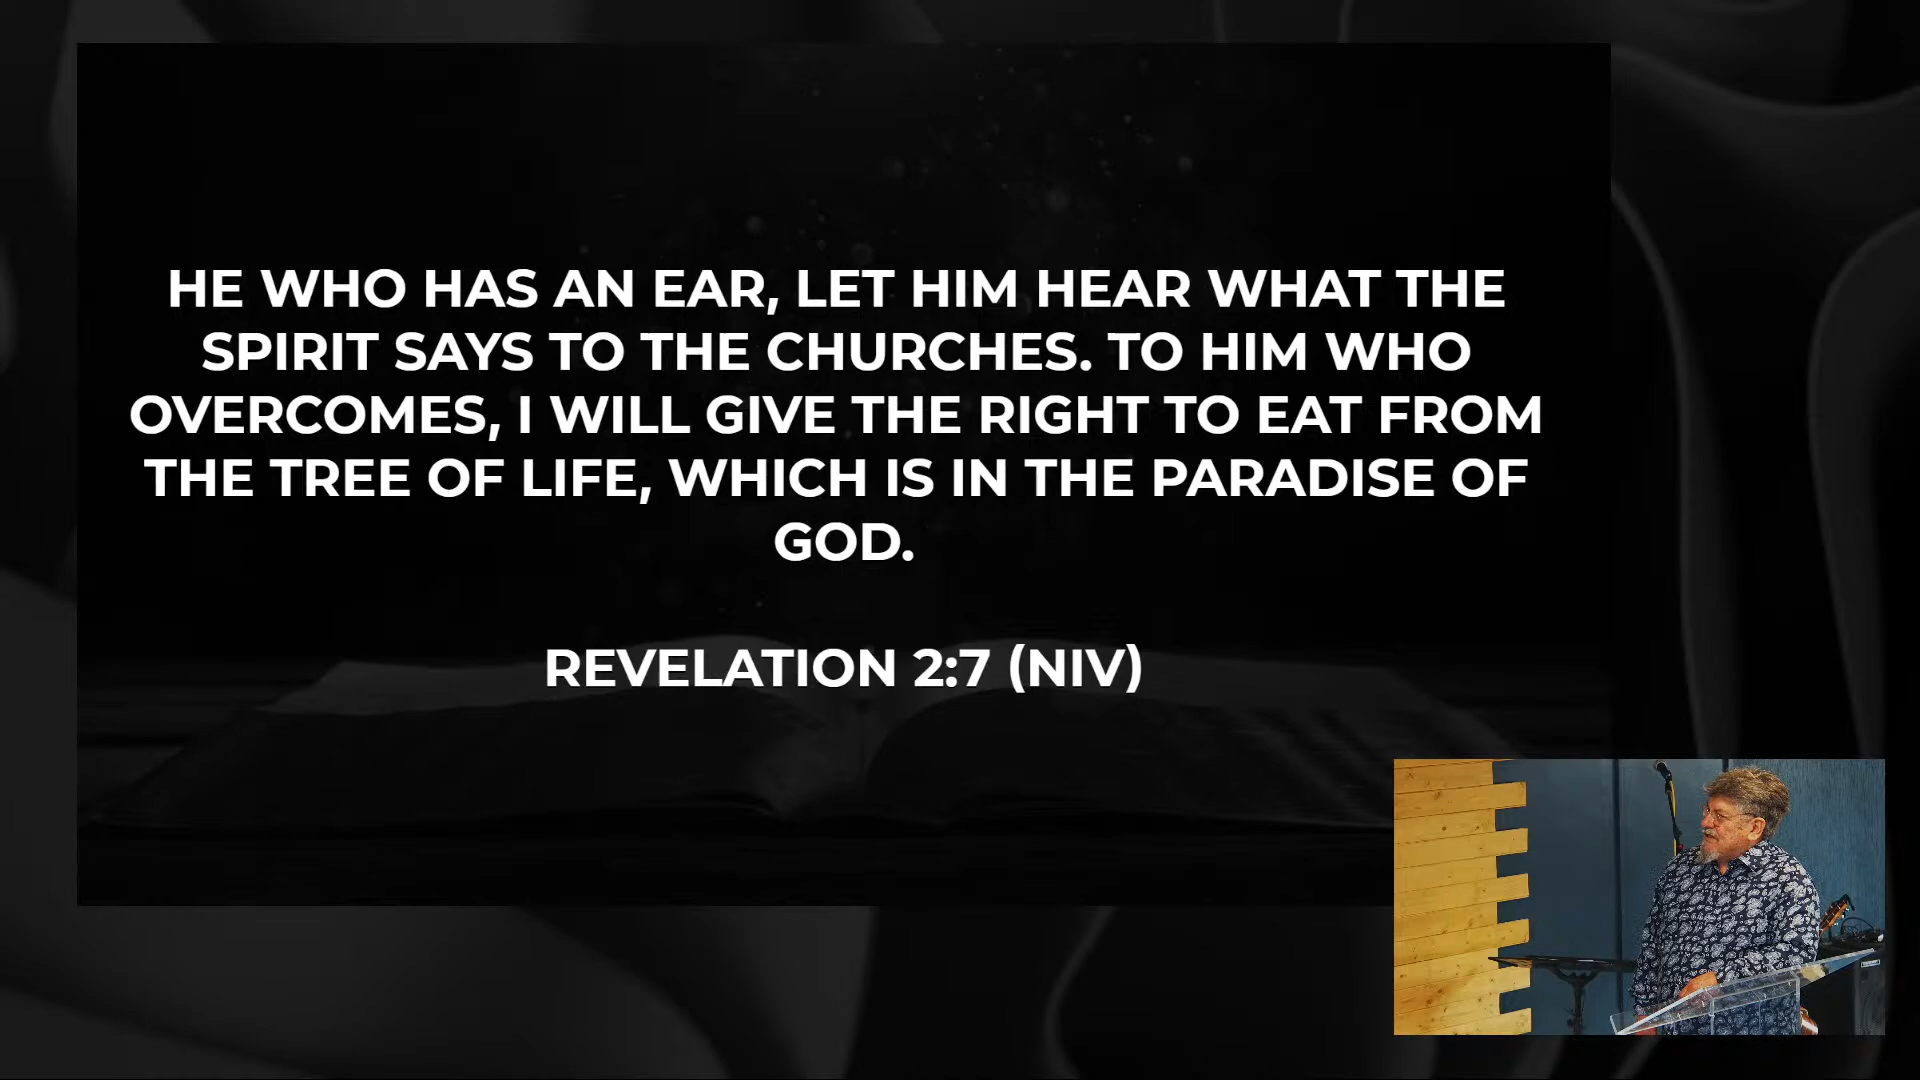 HE WHO HAS AN EAR, LET HIM HEAR WHAT THE
SPIRIT SAYS TO THE CHURCHES. TO HIM WHO
OVERCOMES, I WILL GIVE THE RIGHT TO EAT FROM
THE TREE OF LIFE, WHICH IS IN THE PARADISE OF
GOD.
REVELATION 2:7 (NIV)